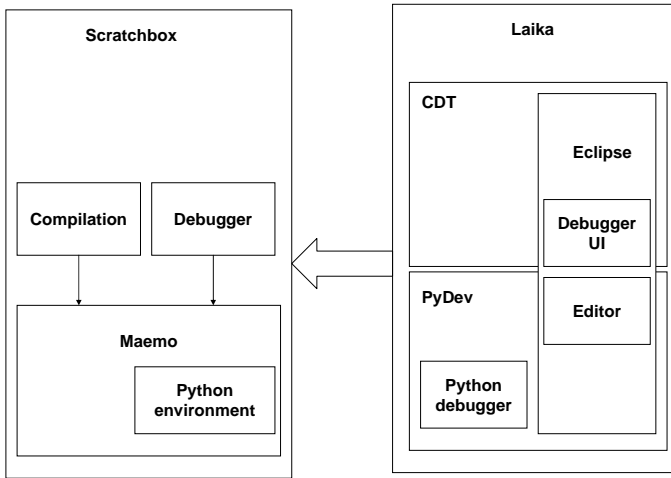 Scratchbox
Compilation
Debugger
Maemo
Python
environment
Laika
CDT
Eclipse
Debugger
UI
PyDev
Editor
Python
debugger